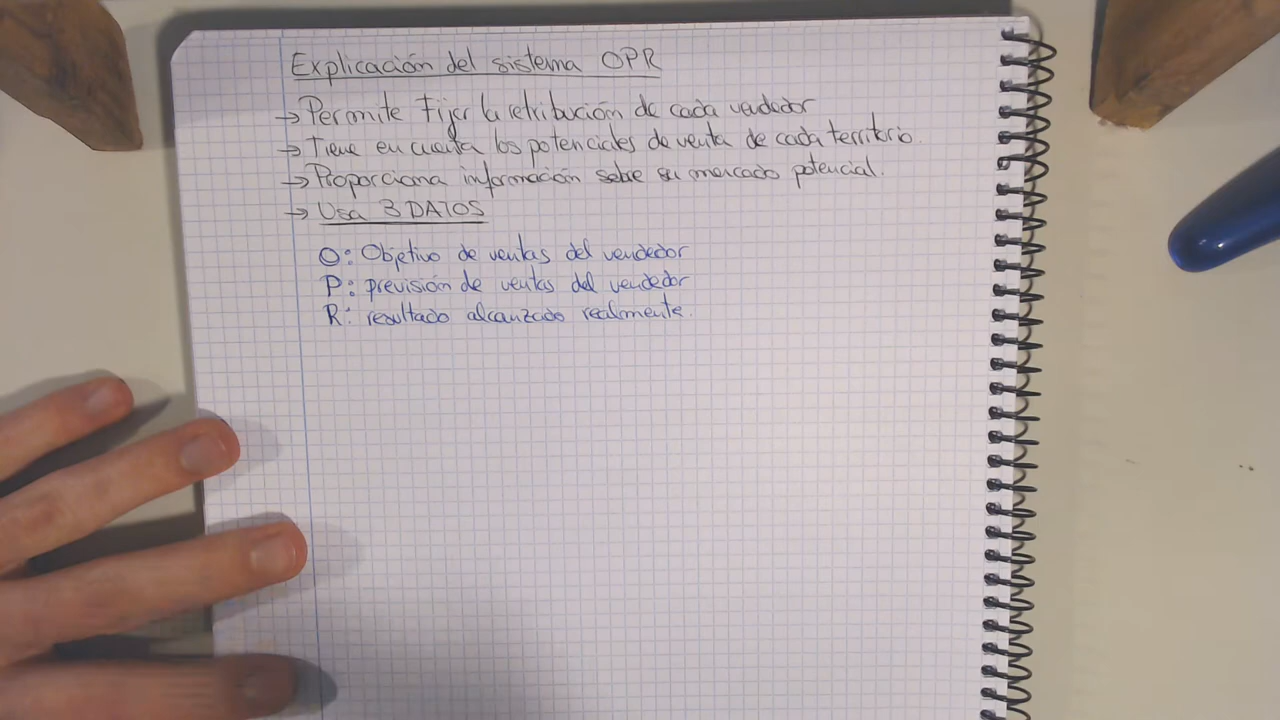 Explicación del sistema OPR
→ Permite Fijar la retribución de cada vendedor
→ Tiene en cuenta los potenciales de venta de cada territorio.
→ Proporciona información sobre su mercado potencial.
→ Usa 3 DATOS
O: Objetivo de ventas del vendedor
P: previsión de ventas del vendedor
R: resultado alcanzado realmente.